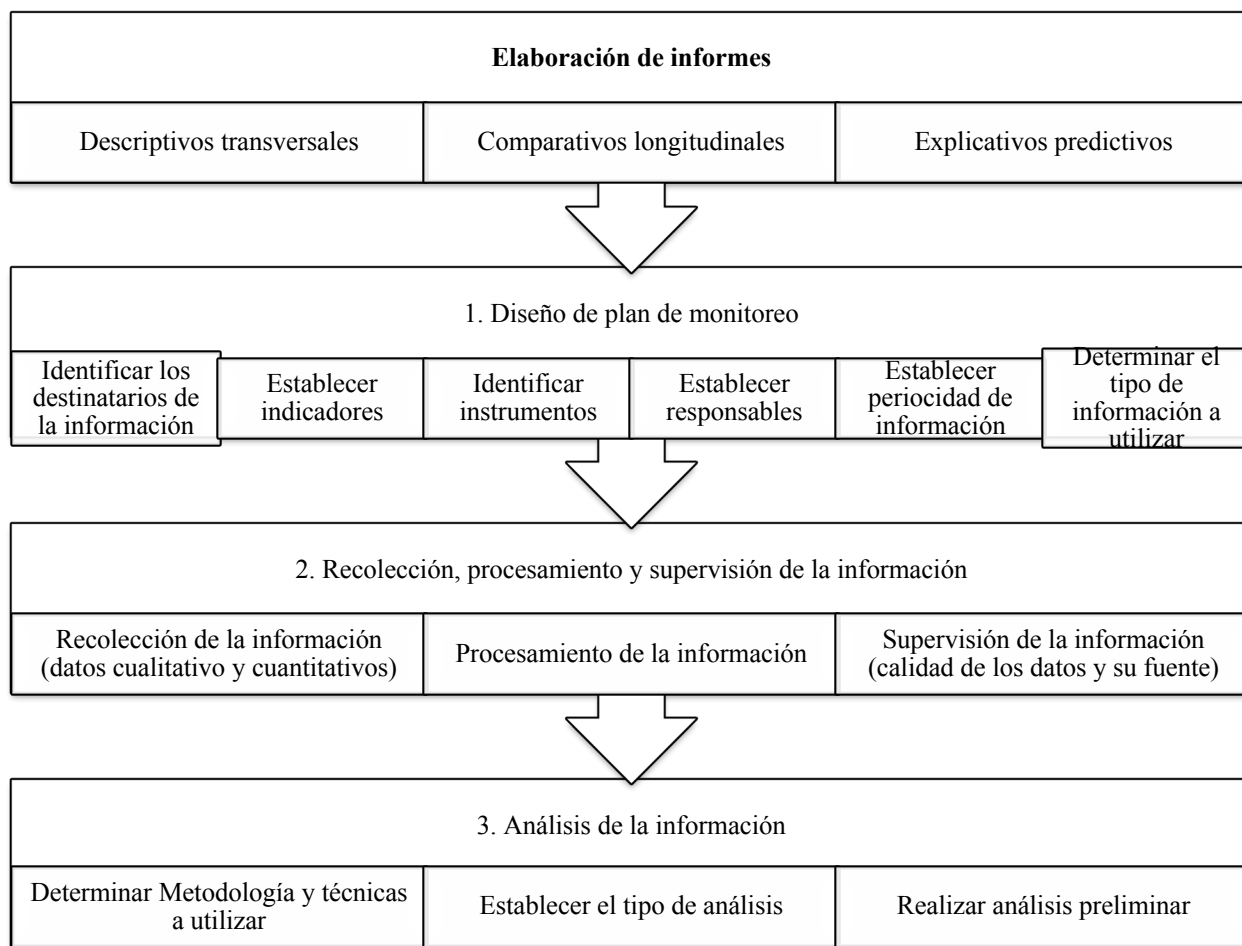 Elaboración de informes
Descriptivos transversales
Comparativos longitudinales
Explicativos predictivos
1. Diseño de plan de monitoreo
Identificar los
destinatarios de
la información
Establecer
indicadores
Identificar
instrumentos
Establecer
responsables
Establecer
periocidad de
información
Determinar el
tipo de
información a
utilizar
2. Recolección, procesamiento y supervisión de la información
Recolección de la información
(datos cualitativo y cuantitativos)
Procesamiento de la información
Supervisión de la información
(calidad de los datos y su fuente)
3. Análisis de la información
Determinar Metodología y técnicas
a utilizar
Establecer el tipo de análisis
Realizar análisis preliminar